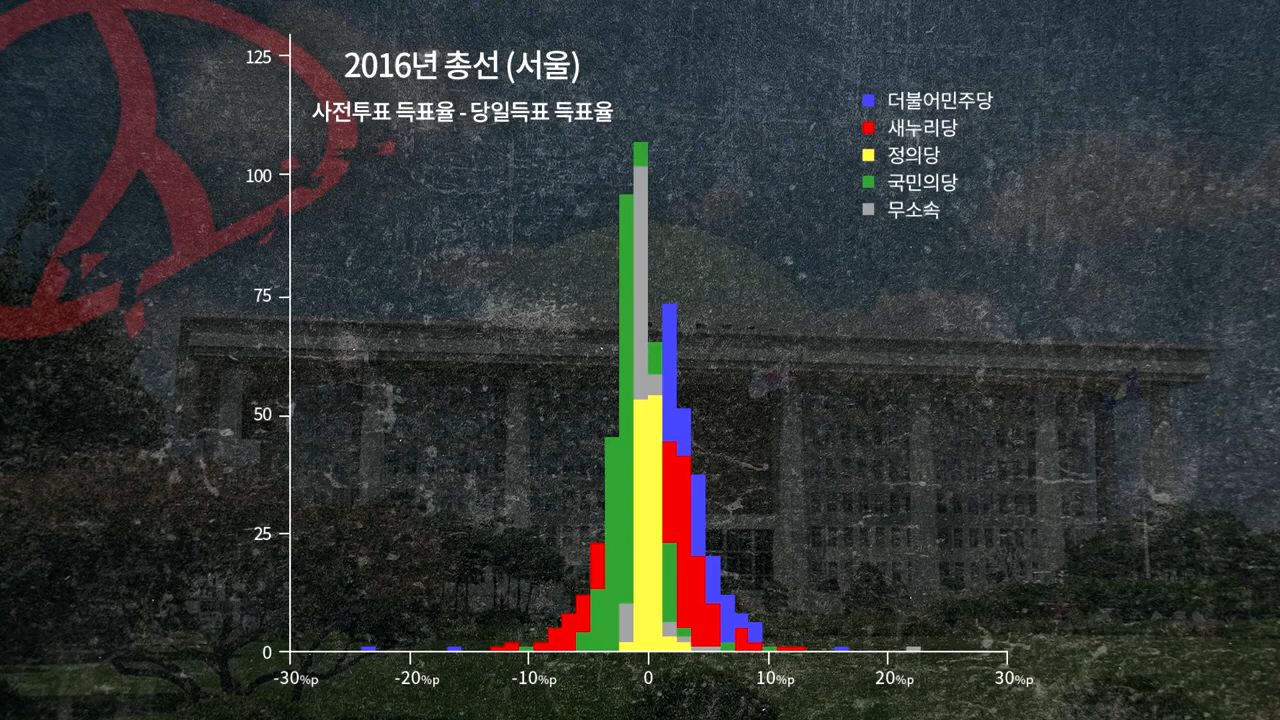 2016년 총선 (서울)
사전투표 득표율 - 당일득표 득표율
더불어민주당
새누리당
정의당
국민의당
무소속
125
100
75
50
25
0
-30%p
-20%p
-10%p
0
10%p
20%p
30%p